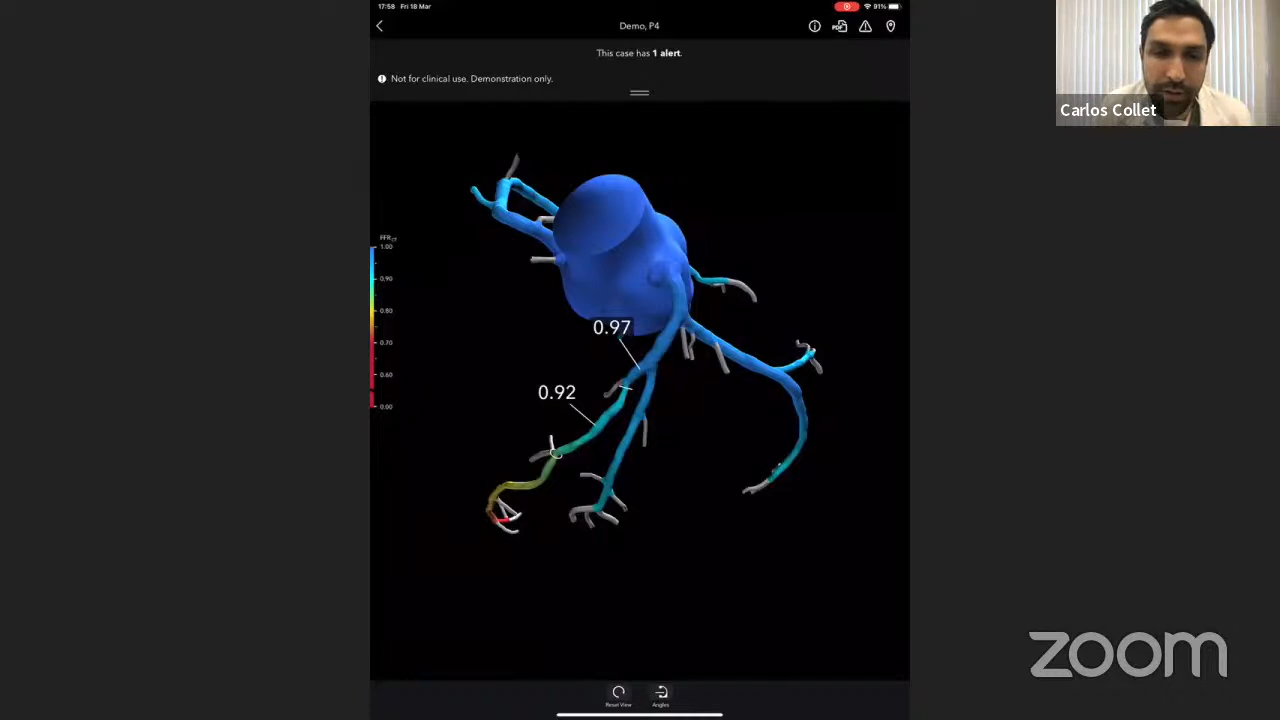 17:58 Fri 18 Mar
91%
Demo, P4
PDF
This case has 1 alert.
Not for clinical use. Demonstration only.
Carlos Collet
FFRCT
1.00
0.90
0.80
0.70
0.60
0.00
0.97
0.92
Reset View
Angles
zoom